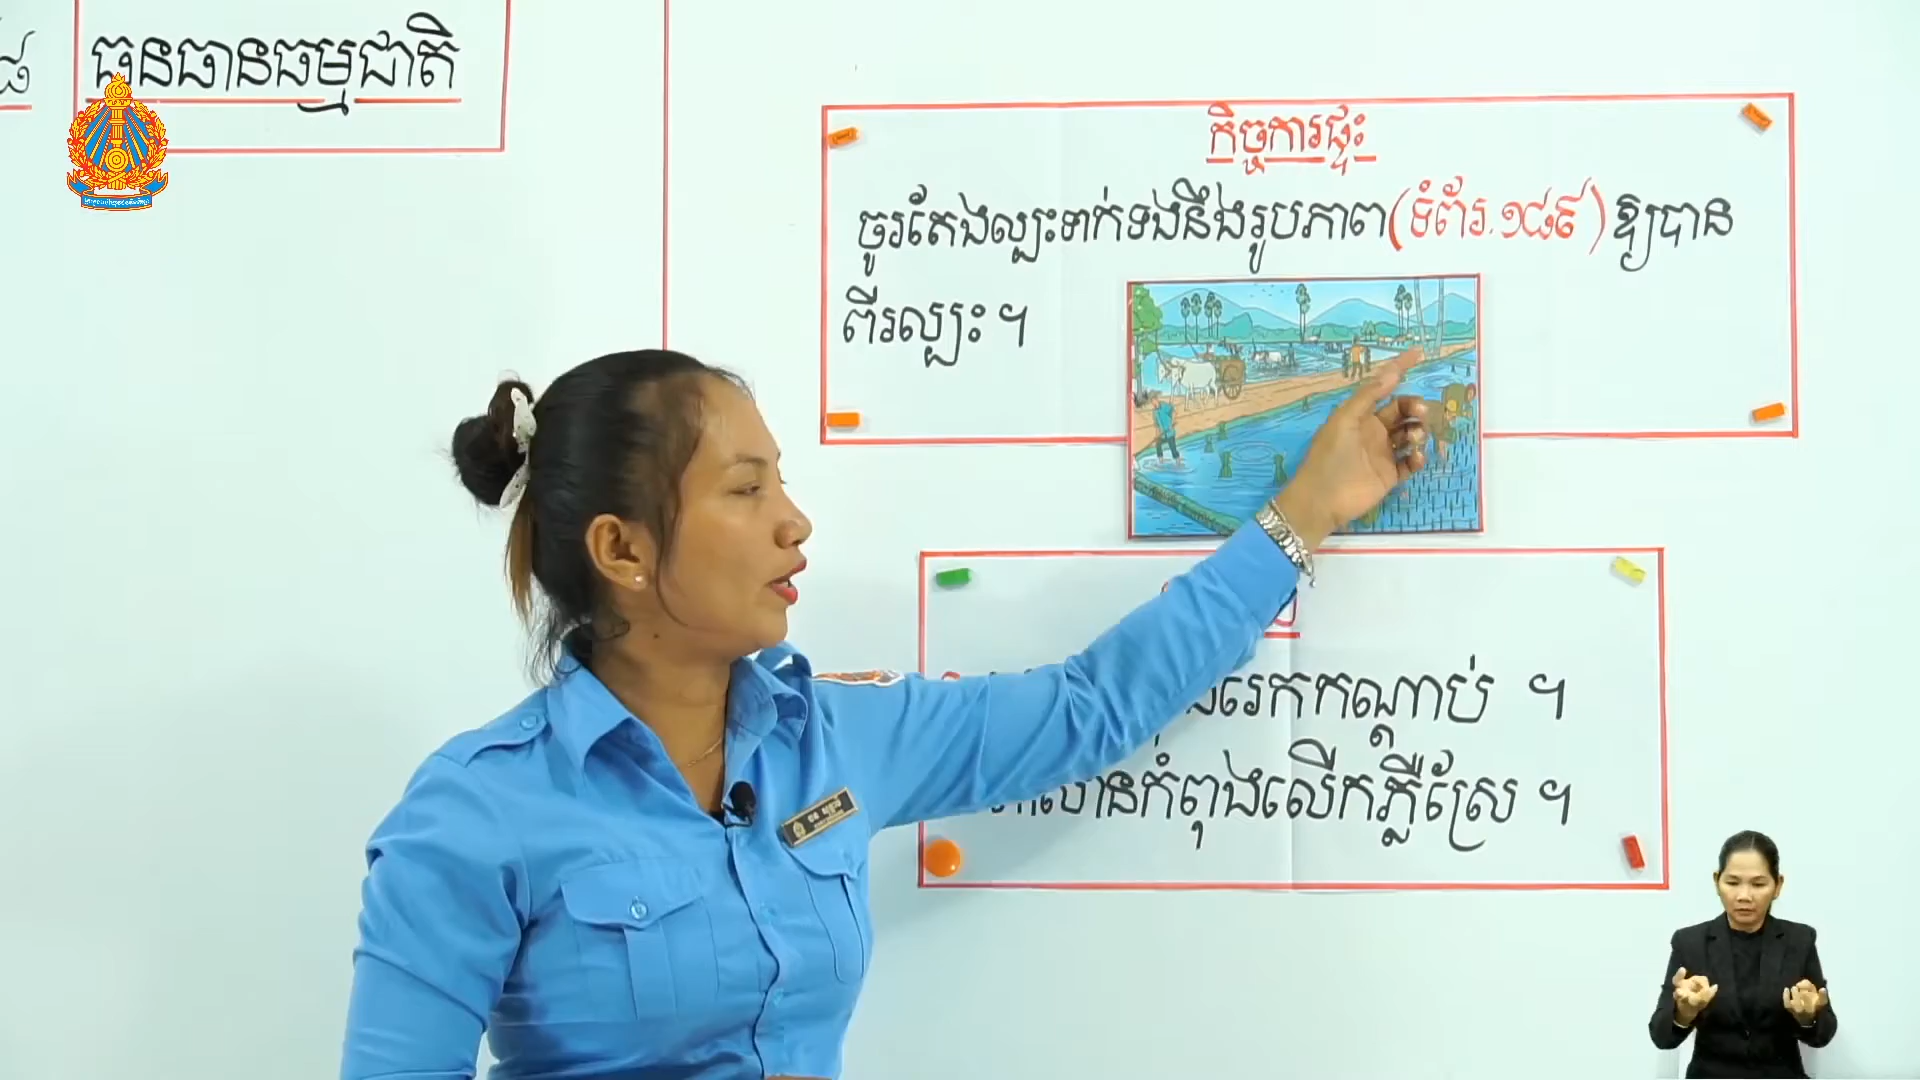 ធនធានធម្មជាតិ
កិច្ចការផ្ទះ
ចូរតែងល្បះទាក់ទងនឹងរូបភាព(ទំព័រ.១៨៩)ឱ្យបាន
ពីរល្បះ ។
រែកកណ្ដាប់ ។
កំពុងលើកភ្លឺស្រែ ។